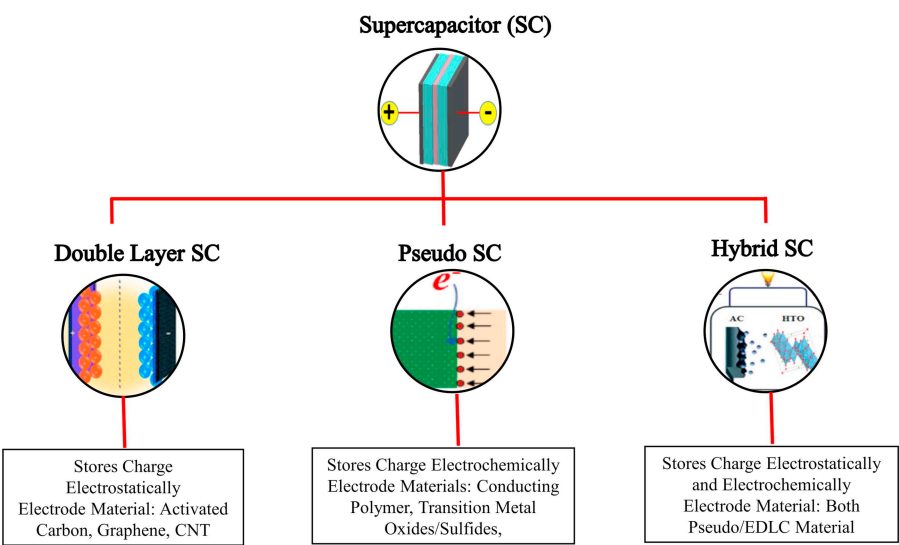 Supercapacitor (SC)
+
-
Double Layer SC
Pseudo SC
Hybrid SC
+
-
e⁻
AC
HTO
Stores Charge
Electrostatically
Electrode Material: Activated
Carbon, Graphene, CNT
Stores Charge Electrochemically
Electrode Materials: Conducting
Polymer, Transition Metal
Oxides/Sulfides,
Stores Charge Electrostatically
and Electrochemically
Electrode Material: Both
Pseudo/EDLC Material